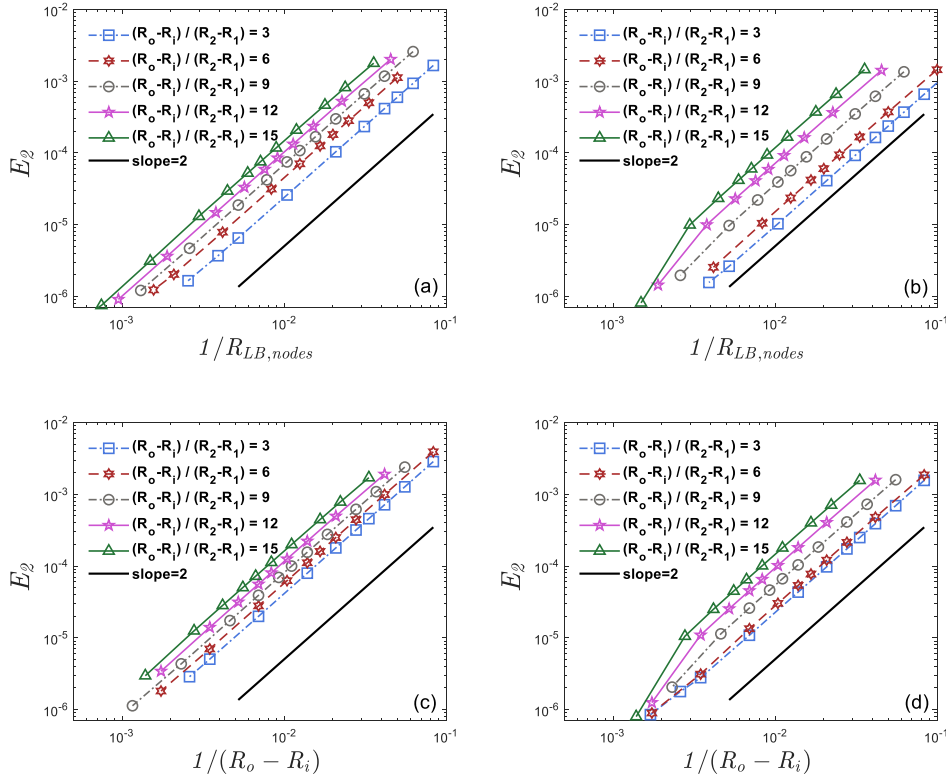 10^-2
10^-3
10^-4
10^-5
10^-6
E_2
(R_o-R_i) / (R_2-R_1) = 3
(R_o-R_i) / (R_2-R_1) = 6
(R_o-R_i) / (R_2-R_1) = 9
(R_o-R_i) / (R_2-R_1) = 12
(R_o-R_i) / (R_2-R_1) = 15
slope=2
(a)
10^-3
10^-2
10^-1
1/R_LB,nodes
10^-2
10^-3
10^-4
10^-5
10^-6
E_2
(R_o-R_i) / (R_2-R_1) = 3
(R_o-R_i) / (R_2-R_1) = 6
(R_o-R_i) / (R_2-R_1) = 9
(R_o-R_i) / (R_2-R_1) = 12
(R_o-R_i) / (R_2-R_1) = 15
slope=2
(b)
10^-3
10^-2
10^-1
1/R_LB,nodes
10^-2
10^-3
10^-4
10^-5
10^-6
E_2
(R_o-R_i) / (R_2-R_1) = 3
(R_o-R_i) / (R_2-R_1) = 6
(R_o-R_i) / (R_2-R_1) = 9
(R_o-R_i) / (R_2-R_1) = 12
(R_o-R_i) / (R_2-R_1) = 15
slope=2
(c)
10^-3
10^-2
10^-1
1/(R_o − R_i)
10^-2
10^-3
10^-4
10^-5
10^-6
E_2
(R_o-R_i) / (R_2-R_1) = 3
(R_o-R_i) / (R_2-R_1) = 6
(R_o-R_i) / (R_2-R_1) = 9
(R_o-R_i) / (R_2-R_1) = 12
(R_o-R_i) / (R_2-R_1) = 15
slope=2
(d)
10^-3
10^-2
10^-1
1/(R_o − R_i)